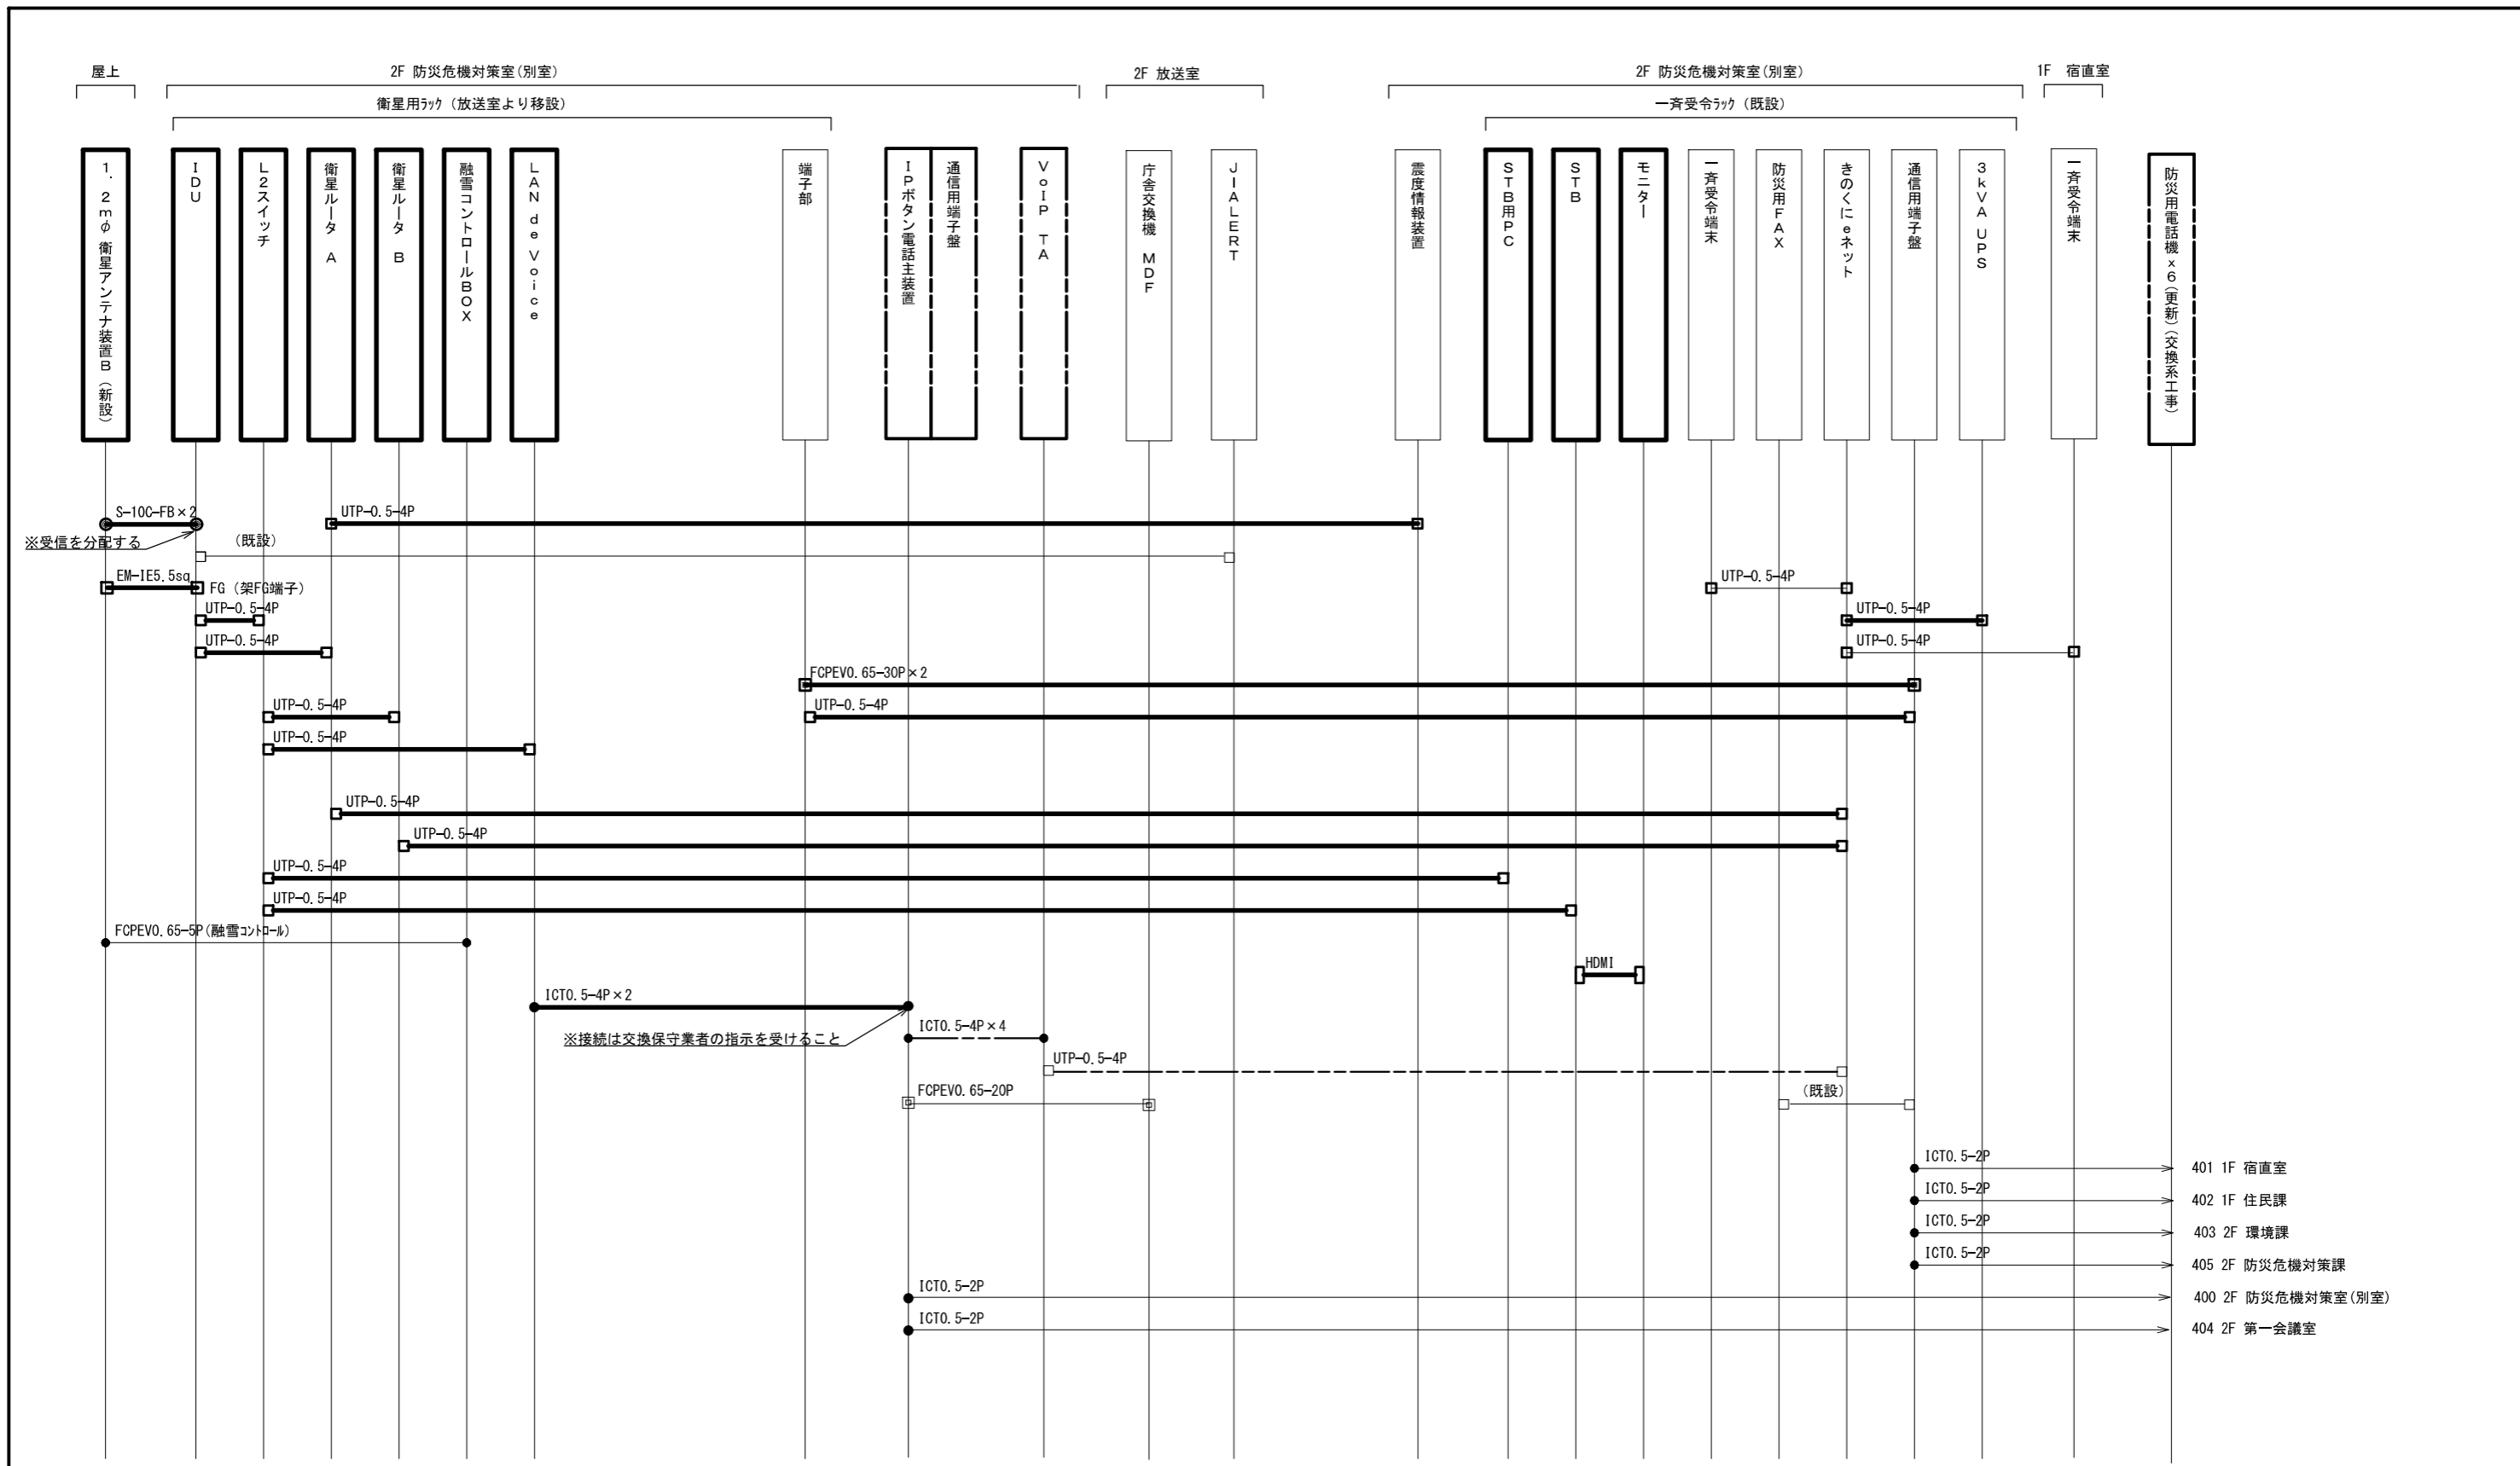 屋上
2F 防災危機対策室(別室)
2F 放送室
2F 防災危機対策室(別室)
1F 宿直室
衛星用ラック（放送室より移設）
一斉受令ラック（既設）
1．2mφ 衛星アンテナ装置B（新設）
IDU
L2スイッチ
衛星ルータ A
衛星ルータ B
融雪コントロールBOX
LAN de Voice
端子部
IPボタン電話主装置
通信用端子盤
VoIP TA
庁舎交換機 MDF
J－ALERT
震度情報装置
STB用PC
STB
モニター
一斉受令端末
防災用FAX
きのくにeネット
通信用端子盤
3kVA UPS
一斉受令端末
防災用電話機x6(更新)(交換系工事)
S-10C-FB×2
UTP-0.5-4P
※受信を分配する
（既設）
EM-IE5.5sq
FG（架FG端子）
UTP-0.5-4P
UTP-0.5-4P
UTP-0.5-4P
UTP-0.5-4P
UTP-0.5-4P
FCPEV0.65-30P×2
UTP-0.5-4P
UTP-0.5-4P
UTP-0.5-4P
UTP-0.5-4P
UTP-0.5-4P
UTP-0.5-4P
UTP-0.5-4P
FCPEV0.65-5P(融雪コントロール)
HDMI
ICT0.5-4P×2
※接続は交換保守業者の指示を受けること
ICT0.5-4P×4
UTP-0.5-4P
FCPEV0.65-20P
（既設）
ICT0.5-2P
401 1F 宿直室
ICT0.5-2P
402 1F 住民課
ICT0.5-2P
403 2F 環境課
ICT0.5-2P
405 2F 防災危機対策課
ICT0.5-2P
400 2F 防災危機対策室(別室)
ICT0.5-2P
404 2F 第一会議室